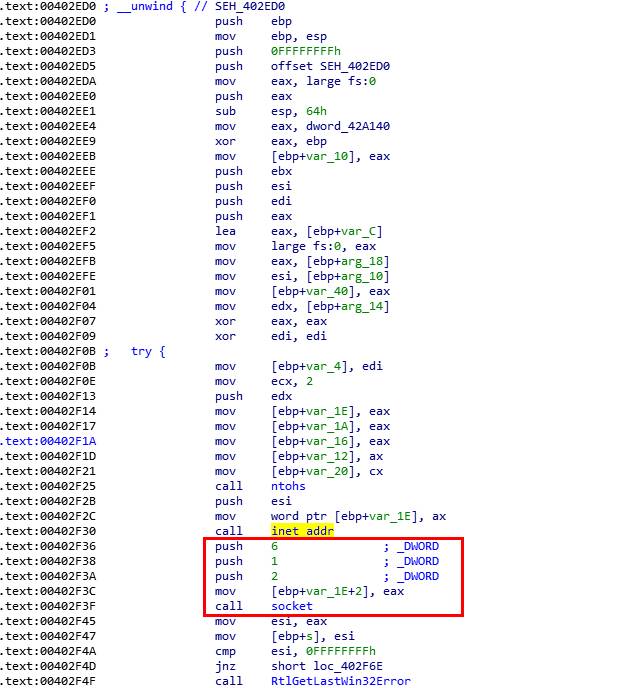 .text:00402ED0 ; __unwind { // SEH_402ED0
.text:00402ED0 push ebp
.text:00402ED1 mov ebp, esp
.text:00402ED3 push 0FFFFFFFFh
.text:00402ED5 push offset SEH_402ED0
.text:00402EDA mov eax, large fs:0
.text:00402EE0 push eax
.text:00402EE1 sub esp, 64h
.text:00402EE4 mov eax, dword_42A140
.text:00402EE9 xor eax, ebp
.text:00402EEB mov [ebp+var_10], eax
.text:00402EEE push ebx
.text:00402EEF push esi
.text:00402EF0 push edi
.text:00402EF1 push eax
.text:00402EF2 lea eax, [ebp+var_C]
.text:00402EF5 mov large fs:0, eax
.text:00402EFB mov eax, [ebp+arg_18]
.text:00402EFE mov esi, [ebp+arg_10]
.text:00402F01 mov [ebp+var_40], eax
.text:00402F04 mov edx, [ebp+arg_14]
.text:00402F07 xor eax, eax
.text:00402F09 xor edi, edi
.text:00402F0B ; try {
.text:00402F0B mov [ebp+var_4], edi
.text:00402F0E mov ecx, 2
.text:00402F13 push edx
.text:00402F14 mov [ebp+var_1E], eax
.text:00402F17 mov [ebp+var_1A], eax
.text:00402F1A mov [ebp+var_16], eax
.text:00402F1D mov [ebp+var_12], ax
.text:00402F21 mov [ebp+var_20], cx
.text:00402F25 call ntohs
.text:00402F2B push esi
.text:00402F2C mov word ptr [ebp+var_1E], ax
.text:00402F30 call inet_addr
.text:00402F36 push 6 ; _DWORD
.text:00402F38 push 1 ; _DWORD
.text:00402F3A push 2 ; _DWORD
.text:00402F3C mov [ebp+var_1E+2], eax
.text:00402F3F call socket
.text:00402F45 mov esi, eax
.text:00402F47 mov [ebp+s], esi
.text:00402F4A cmp esi, 0FFFFFFFFh
.text:00402F4D jnz short loc_402F6E
.text:00402F4F call RtlGetLastWin32Error